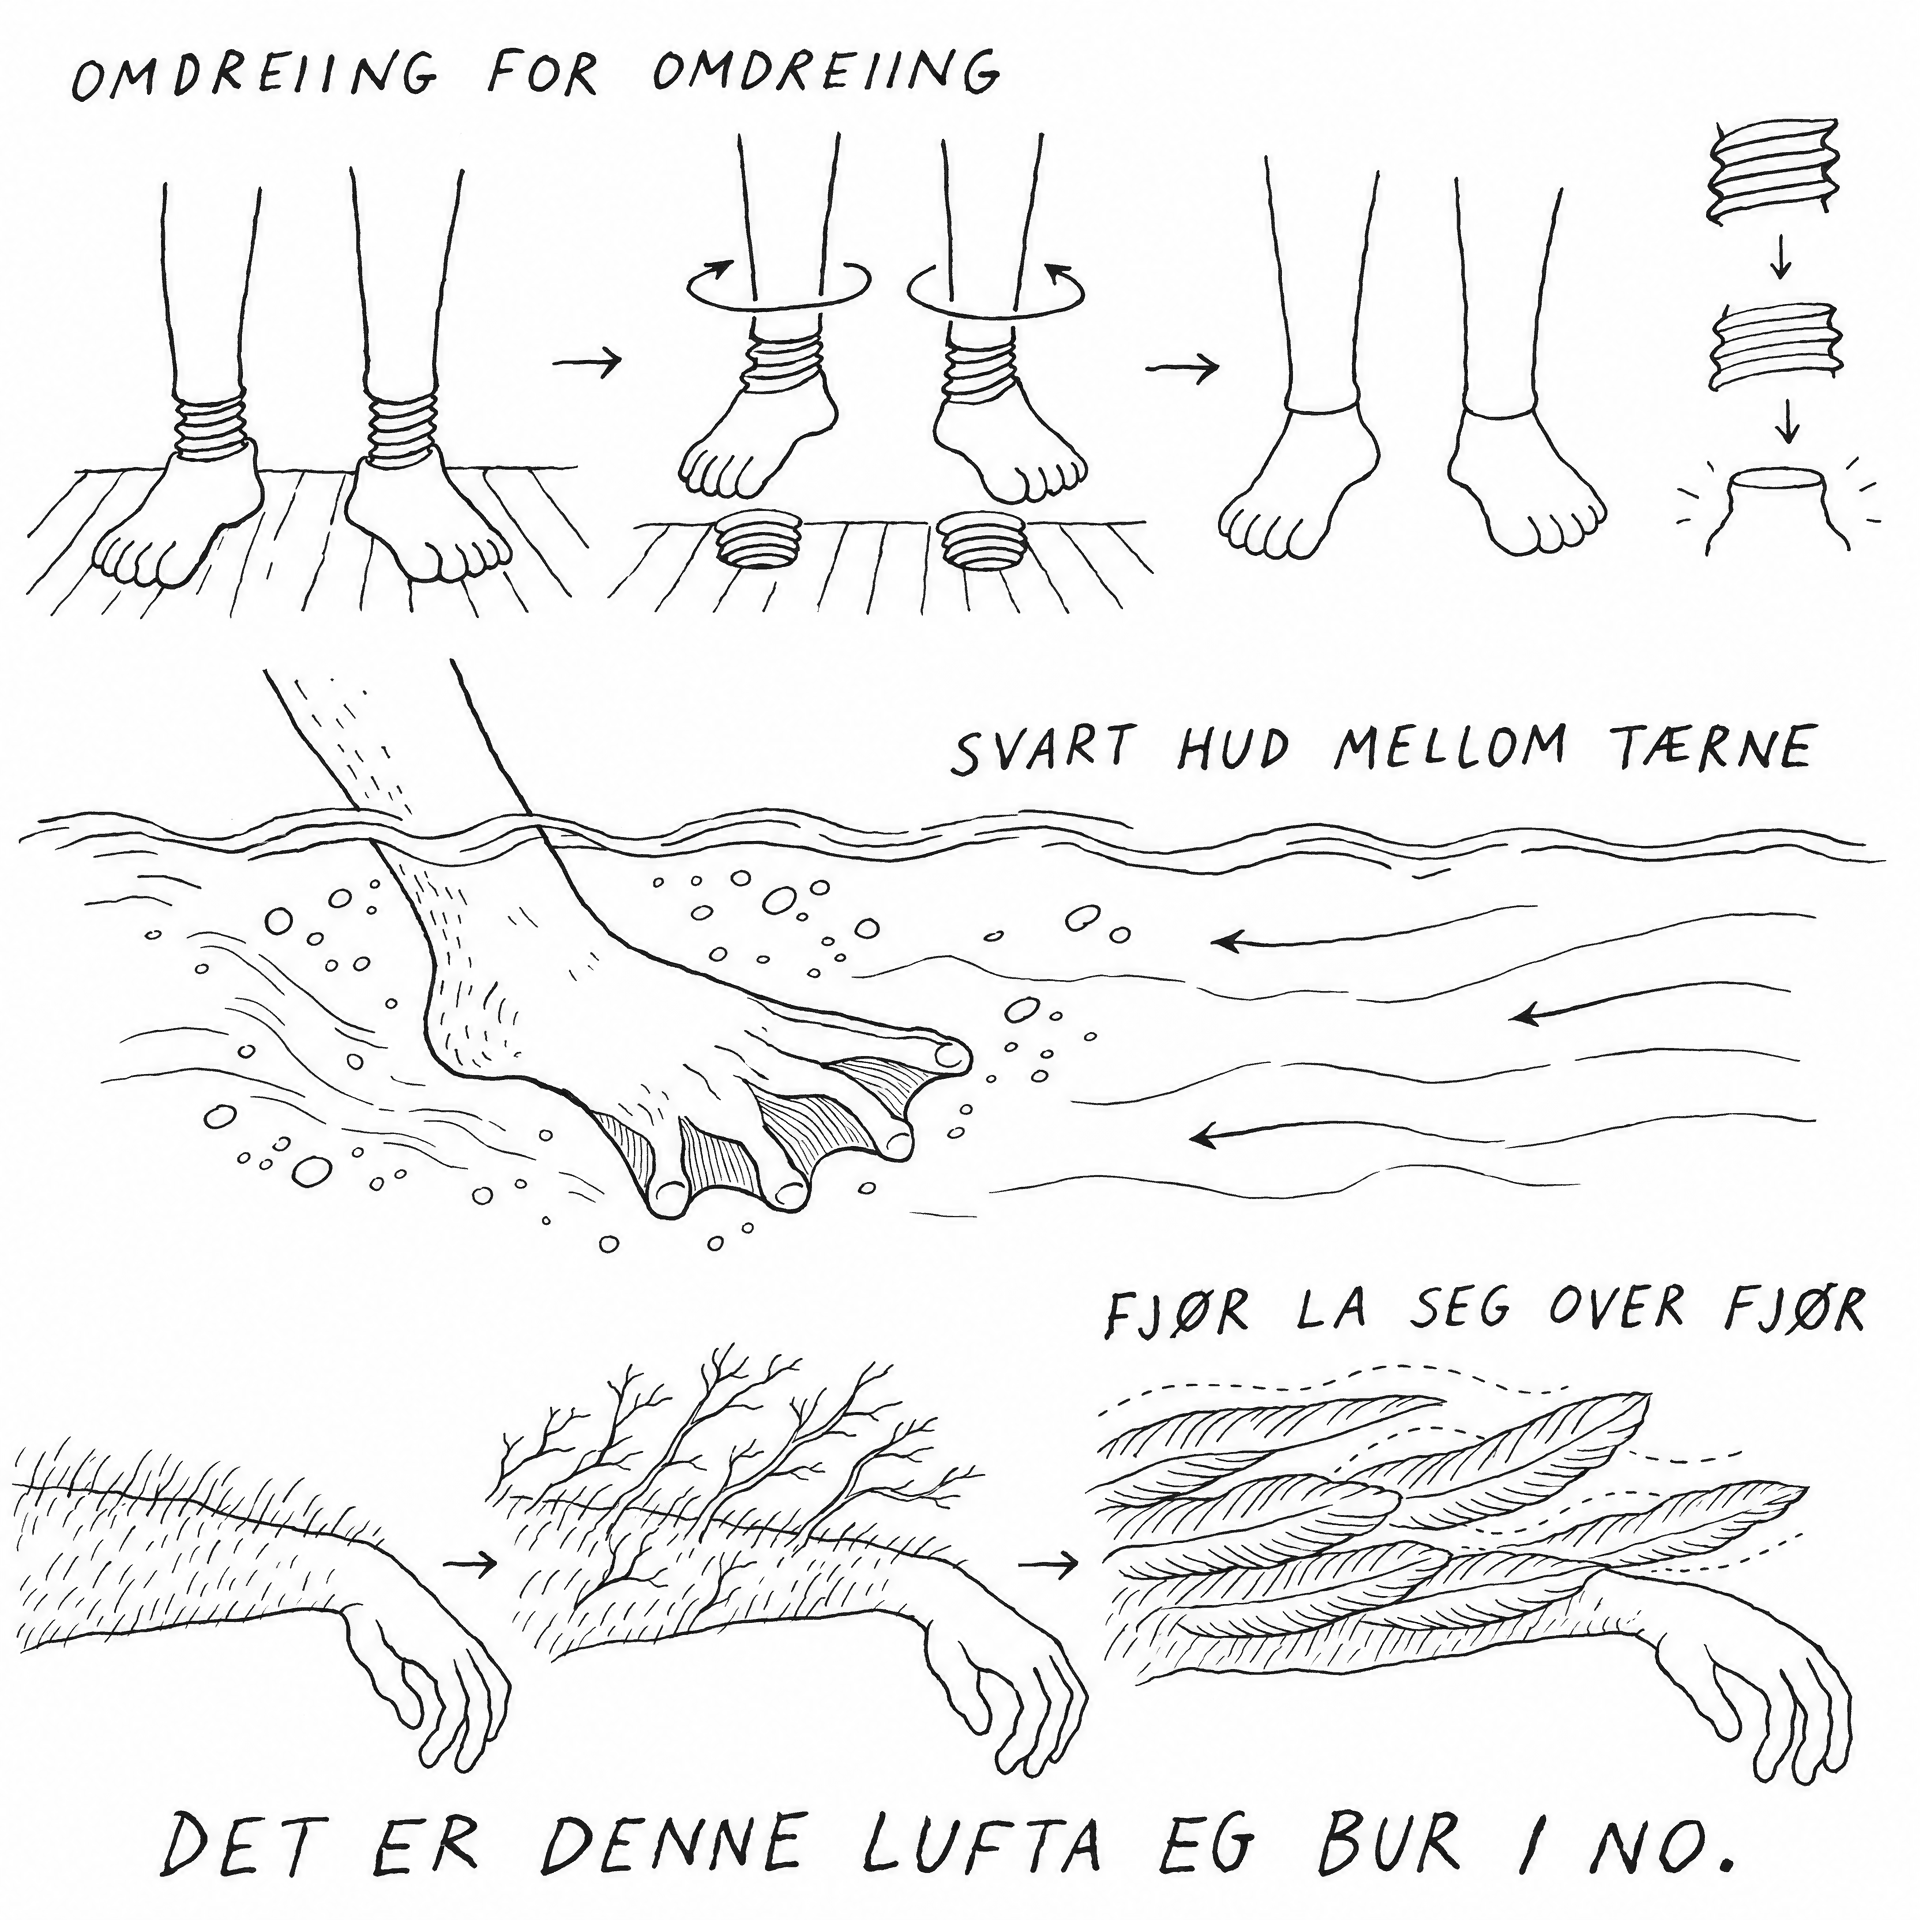 OMDREIING FOR OMDREIING
SVART HUD MELLOM TÆRNE
FJØR LA SEG OVER FJØR
DET ER DENNE LUFTA EG BUR I NO.